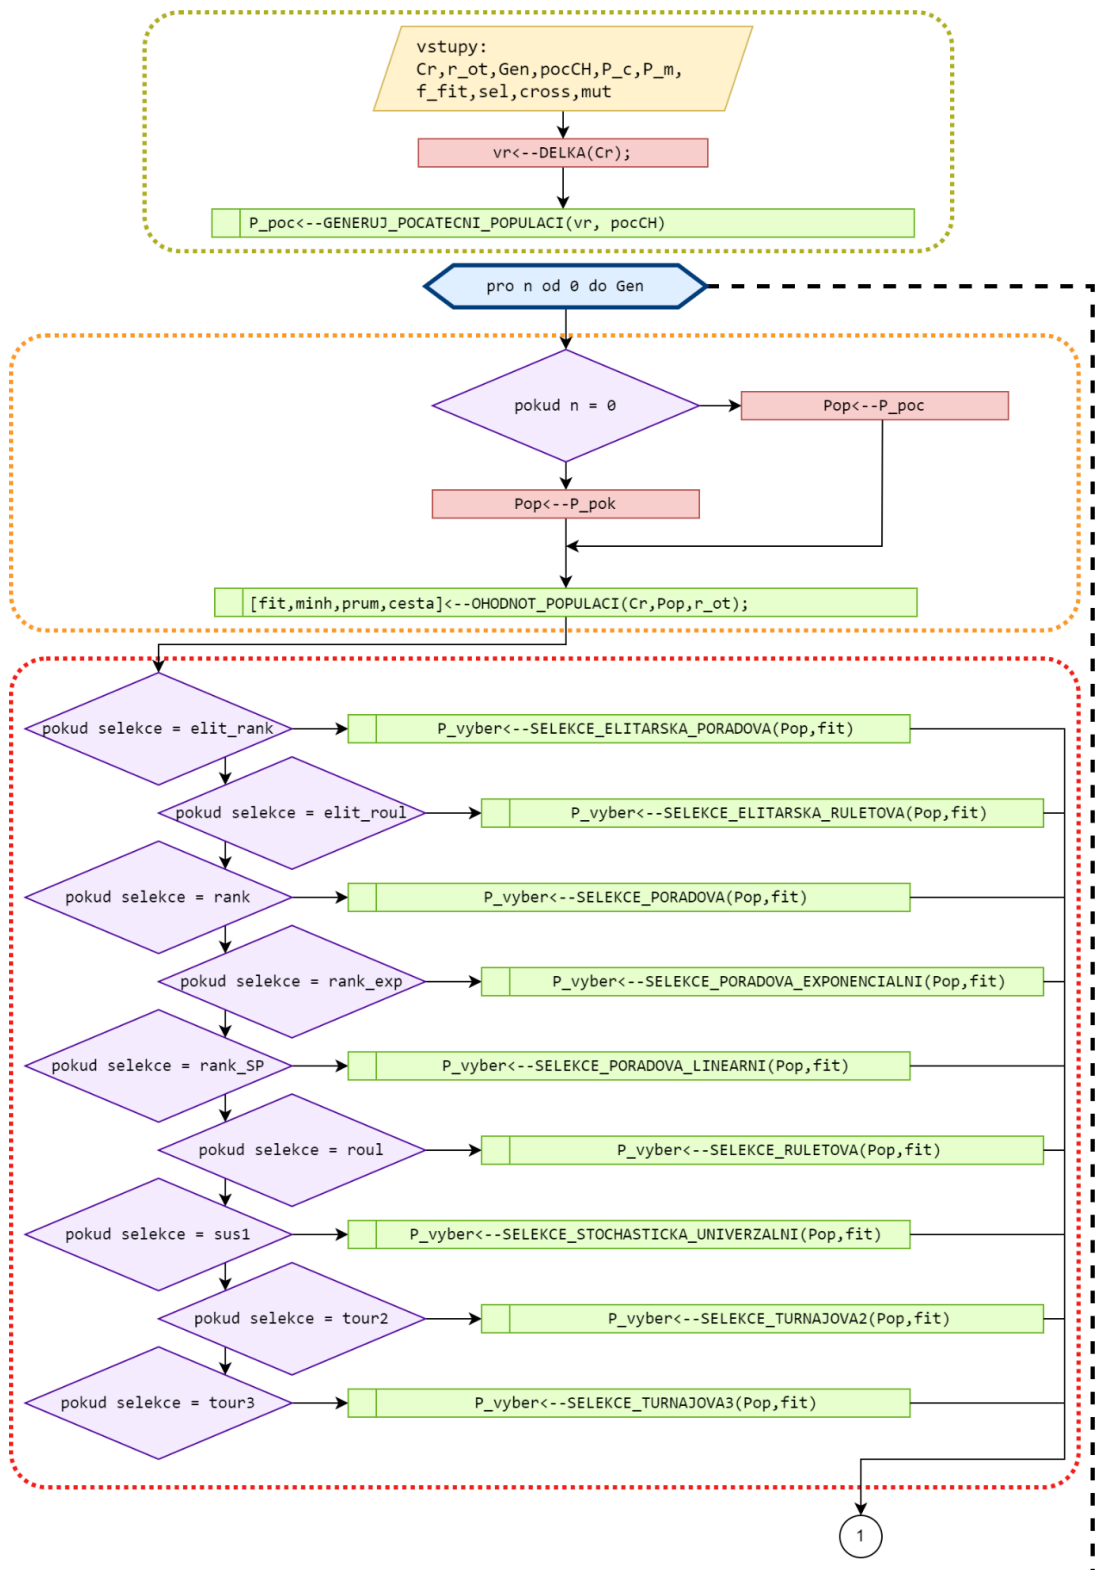 vstupy:
Cr,r_ot,Gen,pocCH,P_c,P_m,
f_fit,sel,cross,mut
vr<--DELKA(Cr);
P_poc<--GENERUJ_POCATECNI_POPULACI(vr, pocCH)
pro n od 0 do Gen
pokud n = 0
Pop<--P_poc
Pop<--P_pok
[fit,minh,prum,cesta]<--OHODNOT_POPULACI(Cr,Pop,r_ot);
pokud selekce = elit_rank
P_vyber<--SELEKCE_ELITARSKA_PORADOVA(Pop,fit)
pokud selekce = elit_roul
P_vyber<--SELEKCE_ELITARSKA_RULETOVA(Pop,fit)
pokud selekce = rank
P_vyber<--SELEKCE_PORADOVA(Pop,fit)
pokud selekce = rank_exp
P_vyber<--SELEKCE_PORADOVA_EXPONENCIALNI(Pop,fit)
pokud selekce = rank_SP
P_vyber<--SELEKCE_PORADOVA_LINEARNI(Pop,fit)
pokud selekce = roul
P_vyber<--SELEKCE_RULETOVA(Pop,fit)
pokud selekce = sus1
P_vyber<--SELEKCE_STOCHASTICKA_UNIVERZALNI(Pop,fit)
pokud selekce = tour2
P_vyber<--SELEKCE_TURNAJOVA2(Pop,fit)
pokud selekce = tour3
P_vyber<--SELEKCE_TURNAJOVA3(Pop,fit)
1